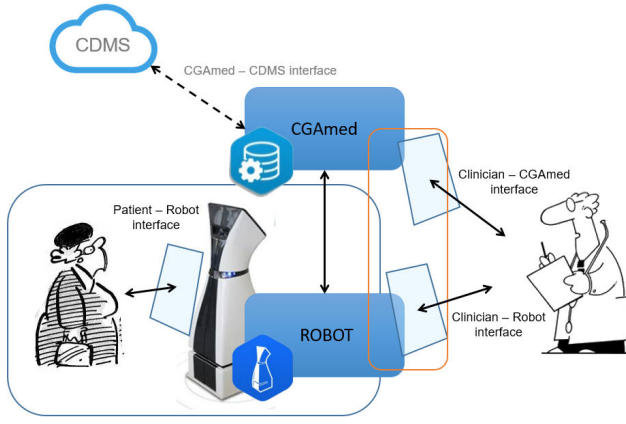 CDMS
CGAmed – CDMS interface
CGAmed
Clinician – CGAmed
interface
Patient – Robot
interface
Clinician – Robot
interface
ROBOT